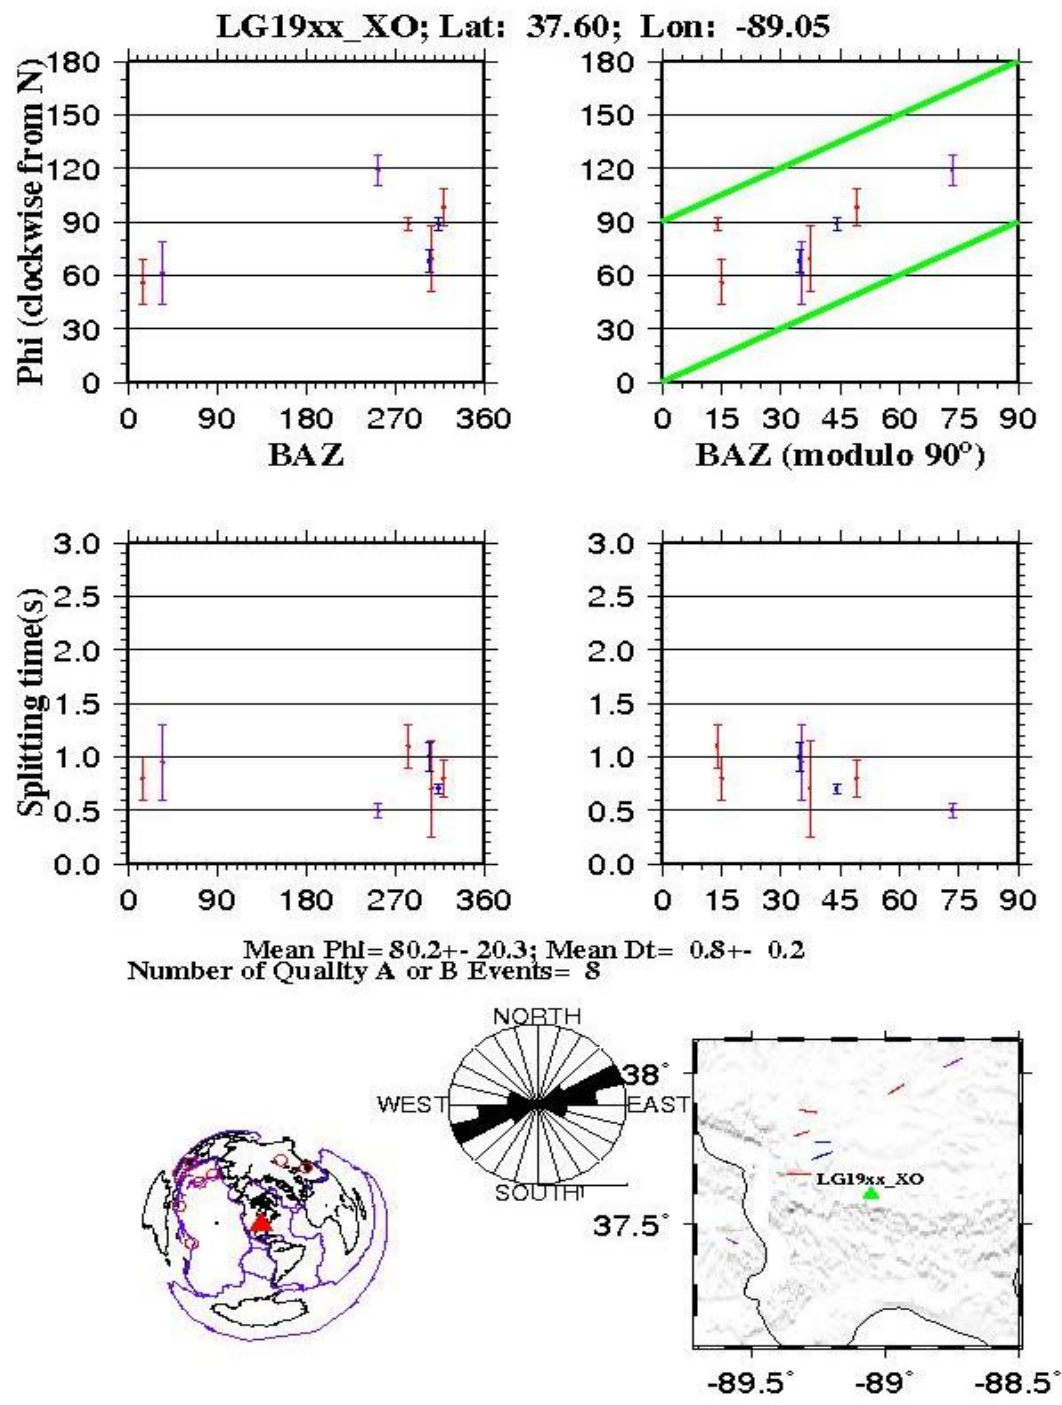 LG19xx_XO; Lat: 37.60; Lon: -89.05
Phi (clockwise from N)
180
150
120
90
60
30
0
0 90 180 270 360
BAZ
180
150
120
90
60
30
0
0 15 30 45 60 75 90
BAZ (modulo 90°)
Splitting time(s)
3.0
2.5
2.0
1.5
1.0
0.5
0.0
0 90 180 270 360
3.0
2.5
2.0
1.5
1.0
0.5
0.0
0 15 30 45 60 75 90
Mean Phi= 80.2+- 20.3; Mean Dt= 0.8+- 0.2
Number of Quality A or B Events= 8
NORTH
WEST
EAST
SOUTH
38°
37.5°
LG19xx_XO
-89.5° -89° -88.5°